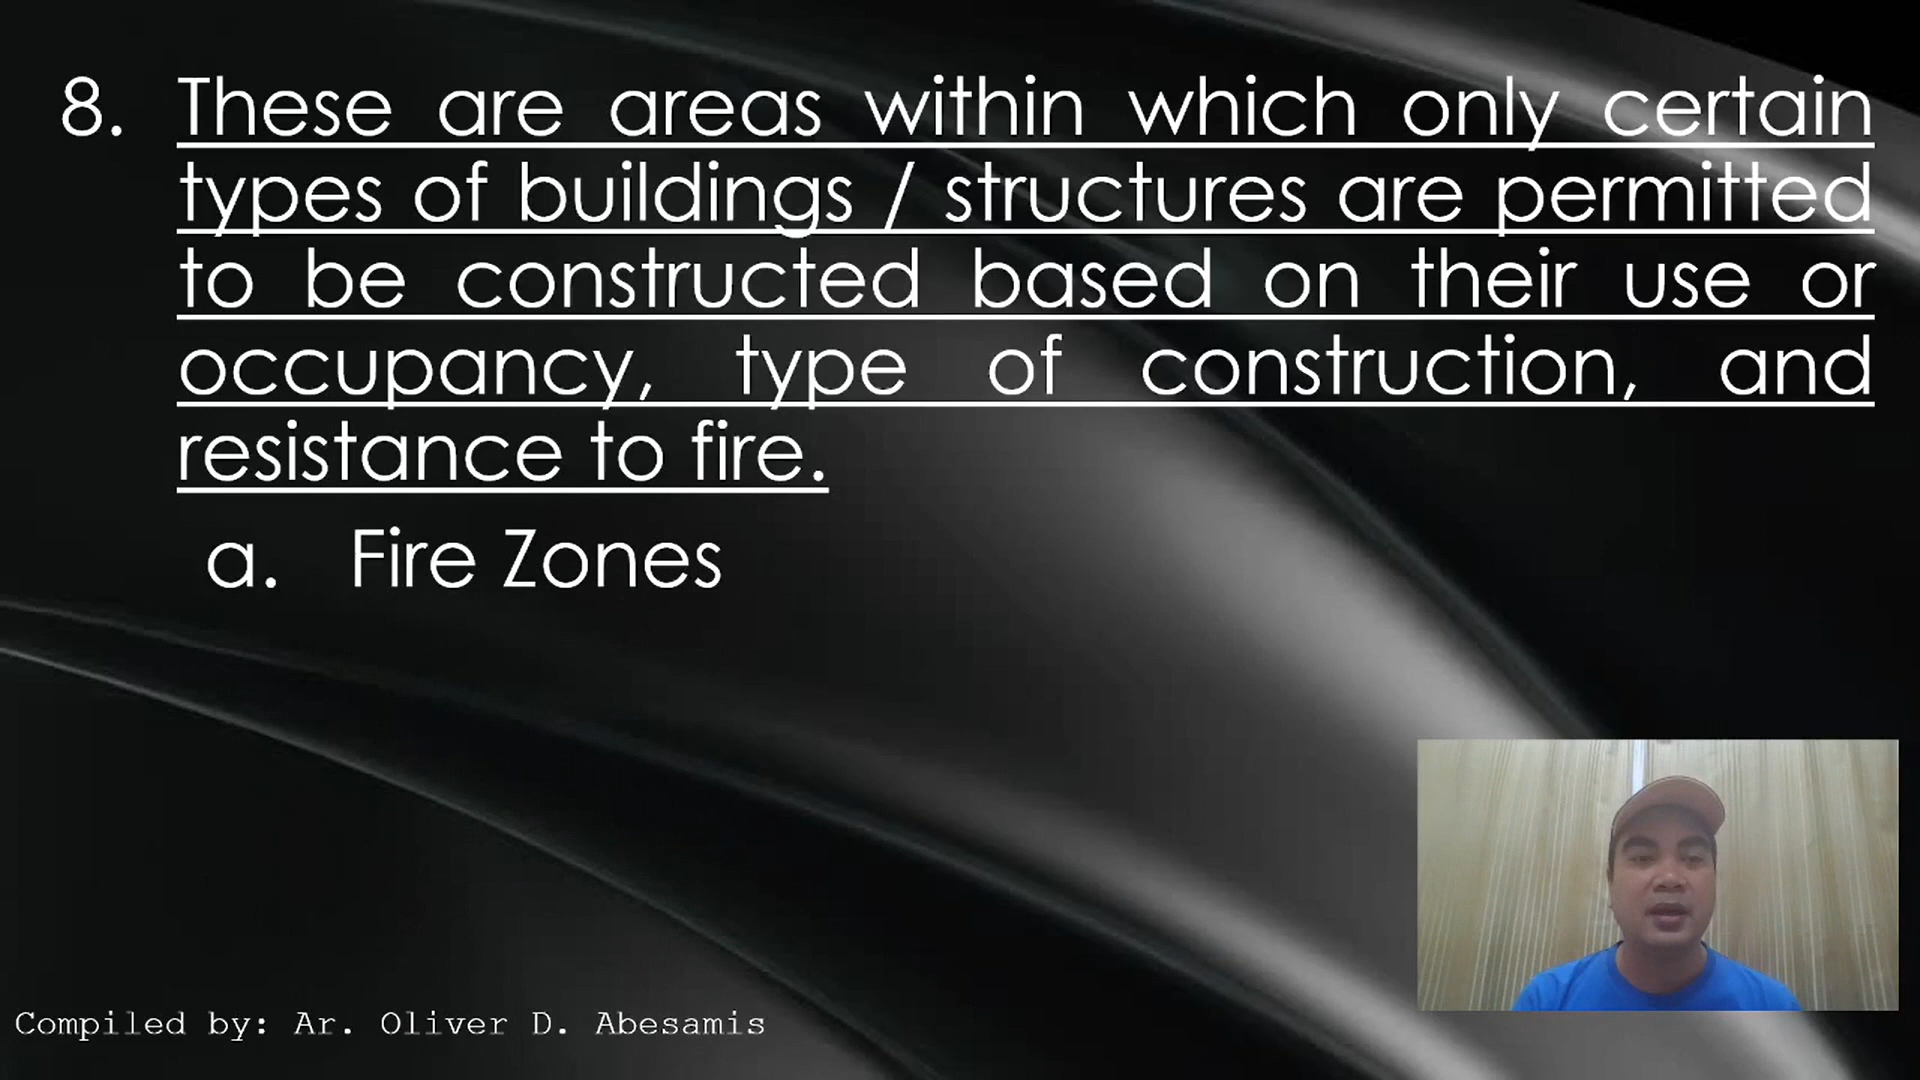 8. These are areas within which only certain
types of buildings / structures are permitted
to be constructed based on their use or
occupancy, type of construction, and
resistance to fire.
a. Fire Zones
Compiled by: Ar. Oliver D. Abesamis